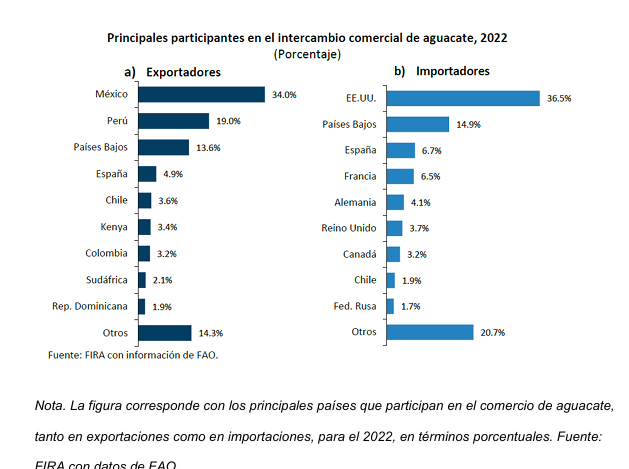 Principales participantes en el intercambio comercial de aguacate, 2022
(Porcentaje)
a) Exportadores
México 34.0%
Perú 19.0%
Países Bajos 13.6%
España 4.9%
Chile 3.6%
Kenya 3.4%
Colombia 3.2%
Sudáfrica 2.1%
Rep. Dominicana 1.9%
Otros 14.3%
b) Importadores
EE.UU. 36.5%
Países Bajos 14.9%
España 6.7%
Francia 6.5%
Alemania 4.1%
Reino Unido 3.7%
Canadá 3.2%
Chile 1.9%
Fed. Rusa 1.7%
Otros 20.7%
Fuente: FIRA con información de FAO.
Nota. La figura corresponde con los principales países que participan en el comercio de aguacate,
tanto en exportaciones como en importaciones, para el 2022, en términos porcentuales. Fuente:
FIRA con datos de FAO